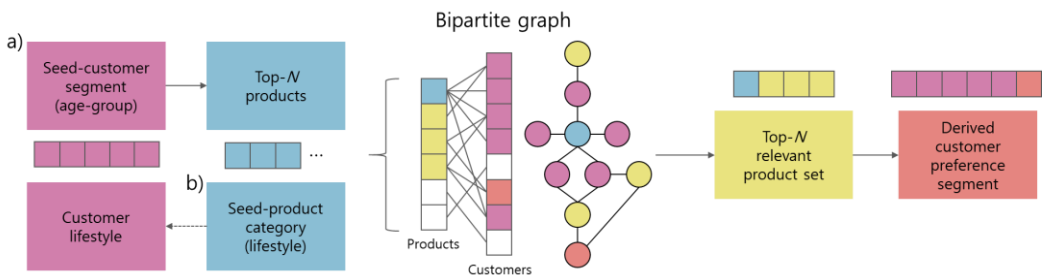 Bipartite graph
a)
Seed-customer
segment
(age-group)
Top-N
products
...
Customer
lifestyle
b)
Seed-product
category
(lifestyle)
Products
Customers
Top-N
relevant
product set
Derived
customer
preference
segment